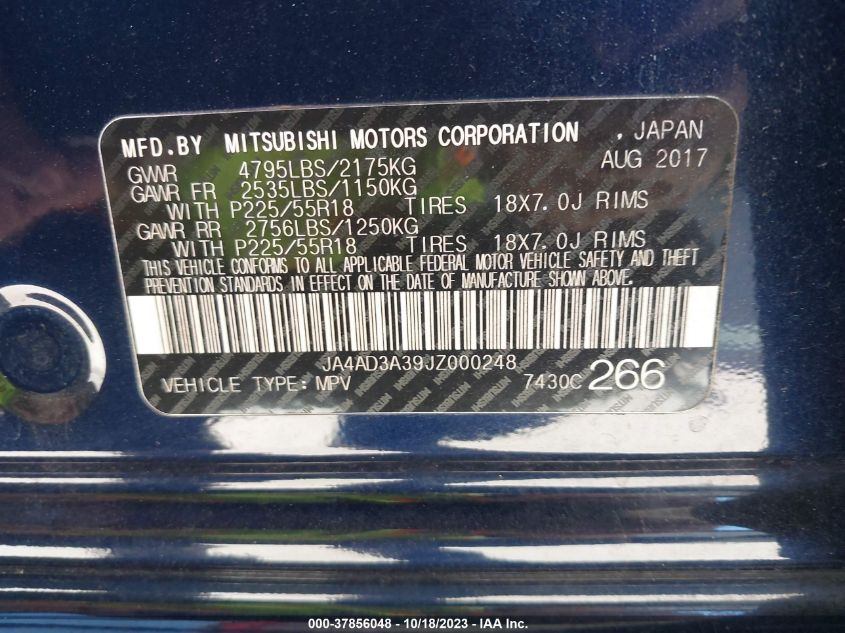 MFD.BY MITSUBISHI MOTORS CORPORATION , JAPAN
GVWR 4795LBS/2175KG AUG 2017
GAWR FR 2535LBS/1150KG
WITH P225/55R18 TIRES 18X7.0J RIMS
GAWR RR 2756LBS/1250KG
WITH P225/55R18 TIRES 18X7.0J RIMS
THIS VEHICLE CONFORMS TO ALL APPLICABLE FEDERAL MOTOR VEHICLE SAFETY AND THEFT
PREVENTION STANDARDS IN EFFECT ON THE DATE OF MANUFACTURE SHOWN ABOVE.
JA4AD3A39JZ000248
VEHICLE TYPE: MPV 7430C 266
000-37856048 - 10/18/2023 - IAA Inc.